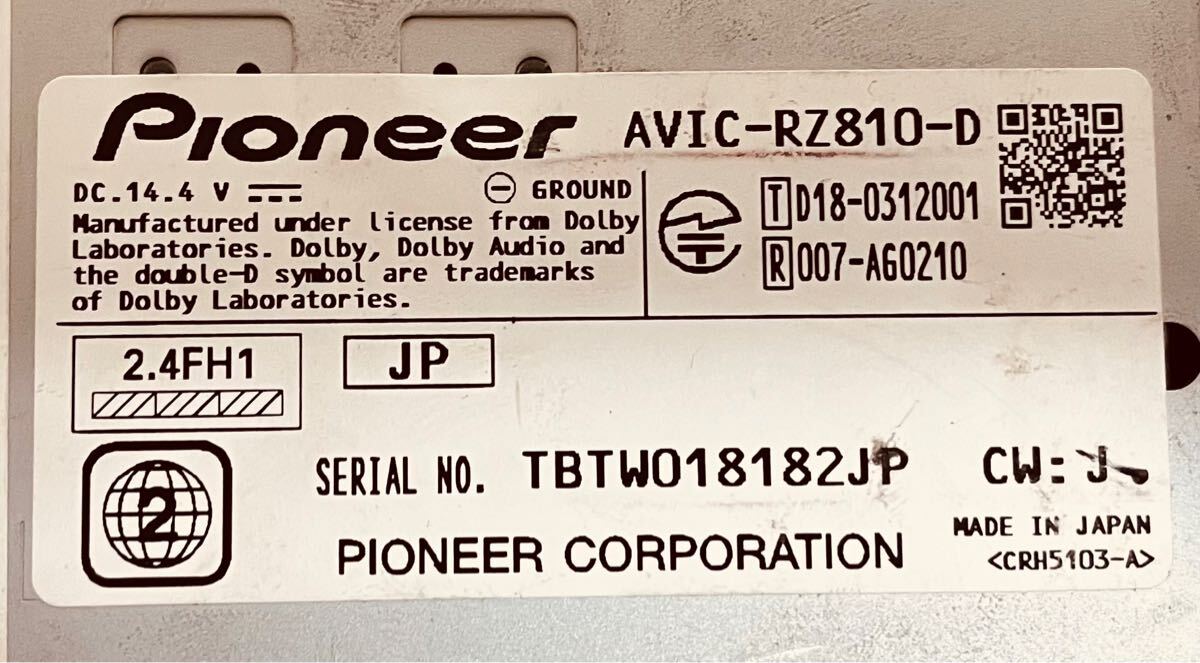 Pioneer AVIC-RZ810-D
DC.14.4 V ⊖ GROUND
Manufactured under license from Dolby
Laboratories. Dolby, Dolby Audio and
the double-D symbol are trademarks
of Dolby Laboratories.
T D18-0312001
R 007-A60210
2.4FH1
JP
2
SERIAL NO. TBTW018182JP CW: J
PIONEER CORPORATION
MADE IN JAPAN
<CRH5103-A>